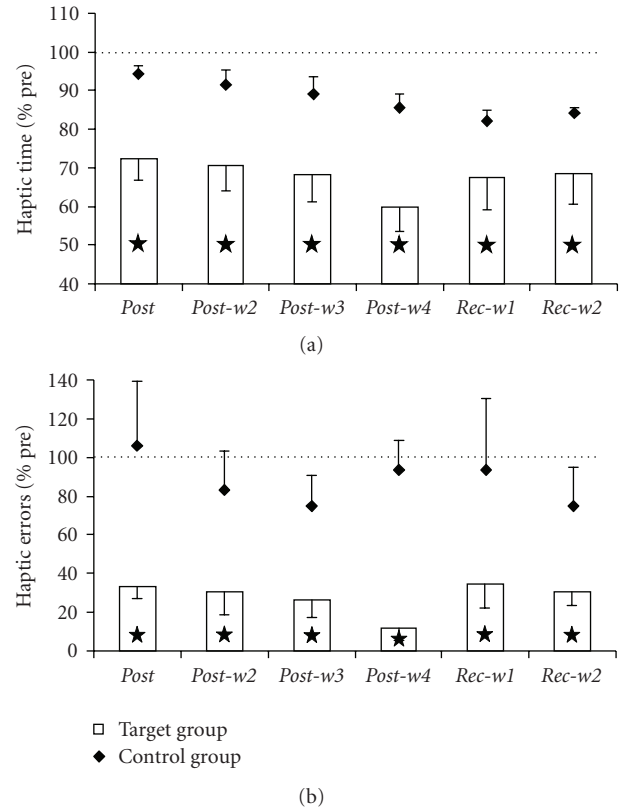 100
90
80
70
60
50
40
Haptic time (% pre)
Post Post-w2 Post-w3 Post-w4 Rec-w1 Rec-w2
(a)
140
120
100
80
60
40
20
0
Haptic errors (% pre)
Post Post-w2 Post-w3 Post-w4 Rec-w1 Rec-w2
Target group
Control group
(b)